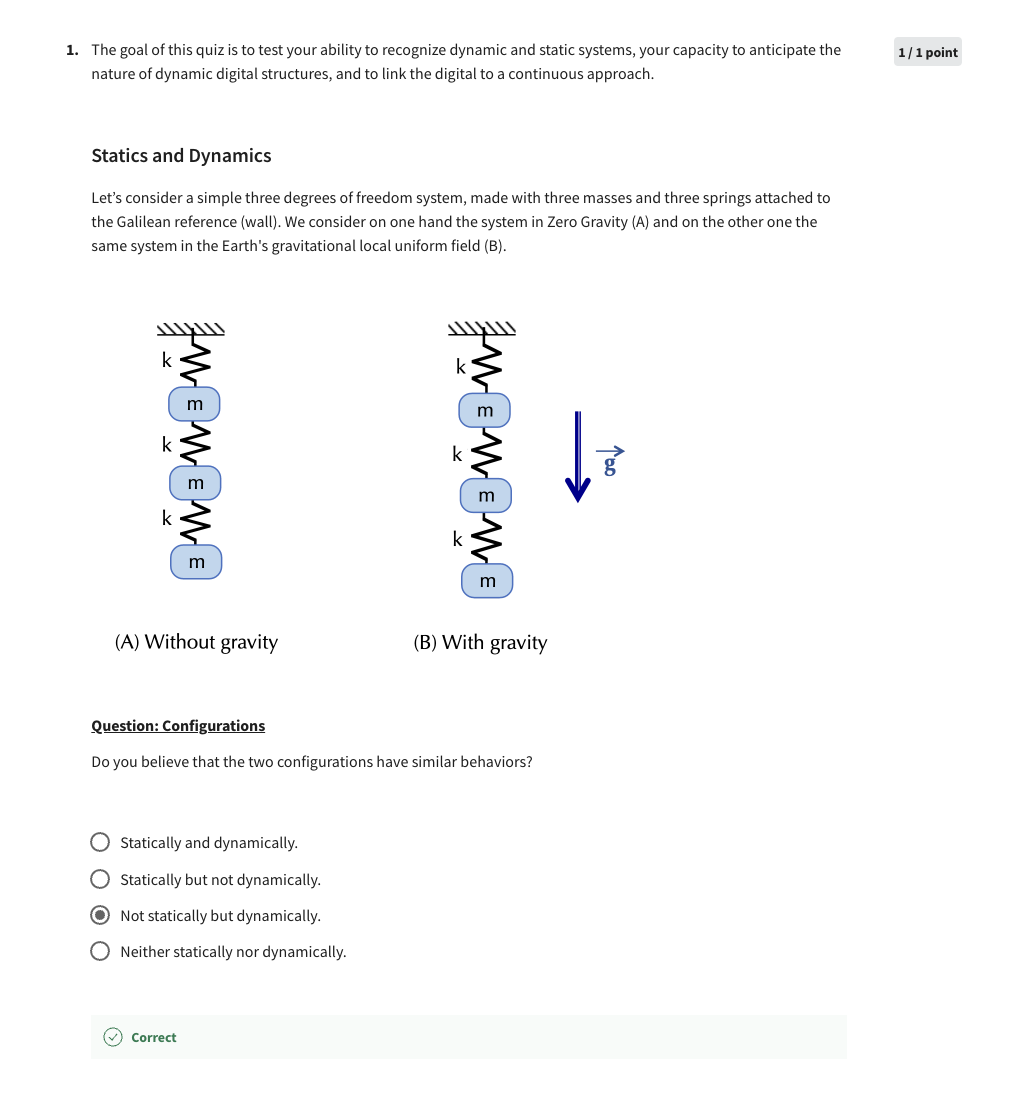 1. The goal of this quiz is to test your ability to recognize dynamic and static systems, your capacity to anticipate the
nature of dynamic digital structures, and to link the digital to a continuous approach.
1 / 1 point
Statics and Dynamics
Let’s consider a simple three degrees of freedom system, made with three masses and three springs attached to
the Galilean reference (wall). We consider on one hand the system in Zero Gravity (A) and on the other one the
same system in the Earth's gravitational local uniform field (B).
k
m
k
m
k
m
(A) Without gravity
k
m
k
m
k
m
g
(B) With gravity
Question: Configurations
Do you believe that the two configurations have similar behaviors?
Statically and dynamically.
Statically but not dynamically.
Not statically but dynamically.
Neither statically nor dynamically.
Correct